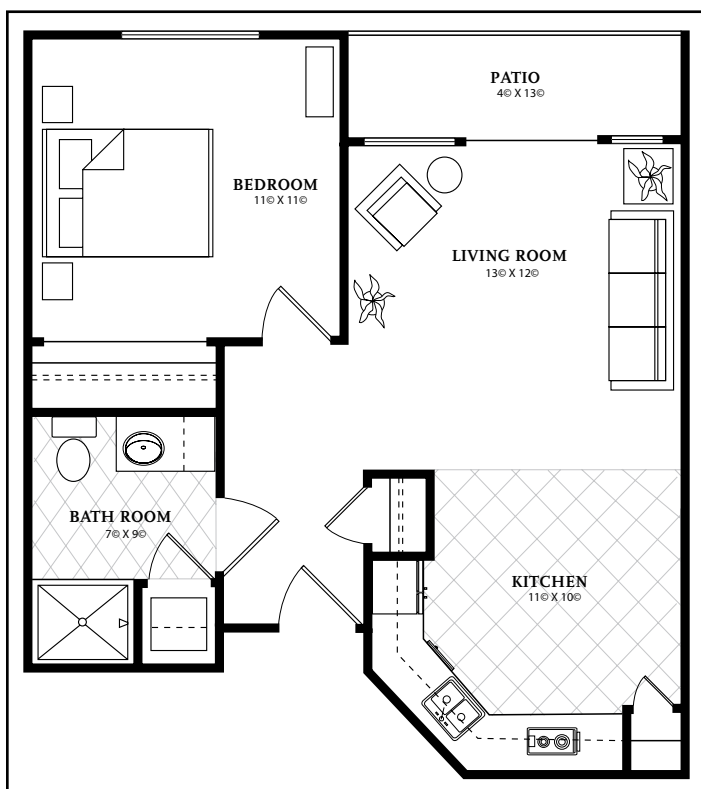 PATIO
4© X 13©
BEDROOM
11© X 11©
LIVING ROOM
13© X 12©
BATH ROOM
7© X 9©
KITCHEN
11© X 10©